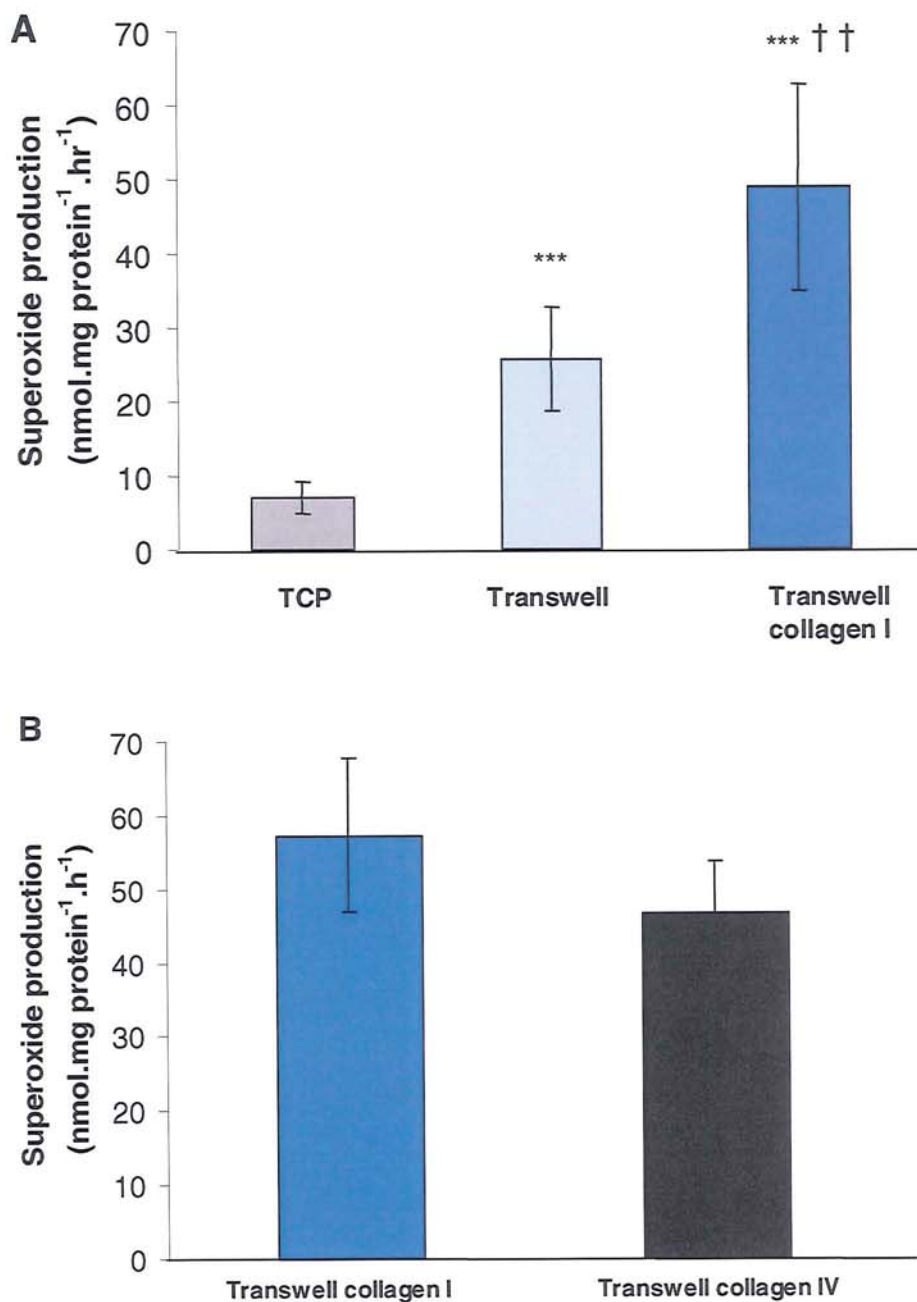 A
Superoxide production
(nmol.mg protein⁻¹.hr⁻¹)
70
60
50
40
30
20
10
0
***
*** † †
TCP
Transwell
Transwell
collagen I
B
Superoxide production
(nmol.mg protein⁻¹.h⁻¹)
70
60
50
40
30
20
10
0
Transwell collagen I
Transwell collagen IV